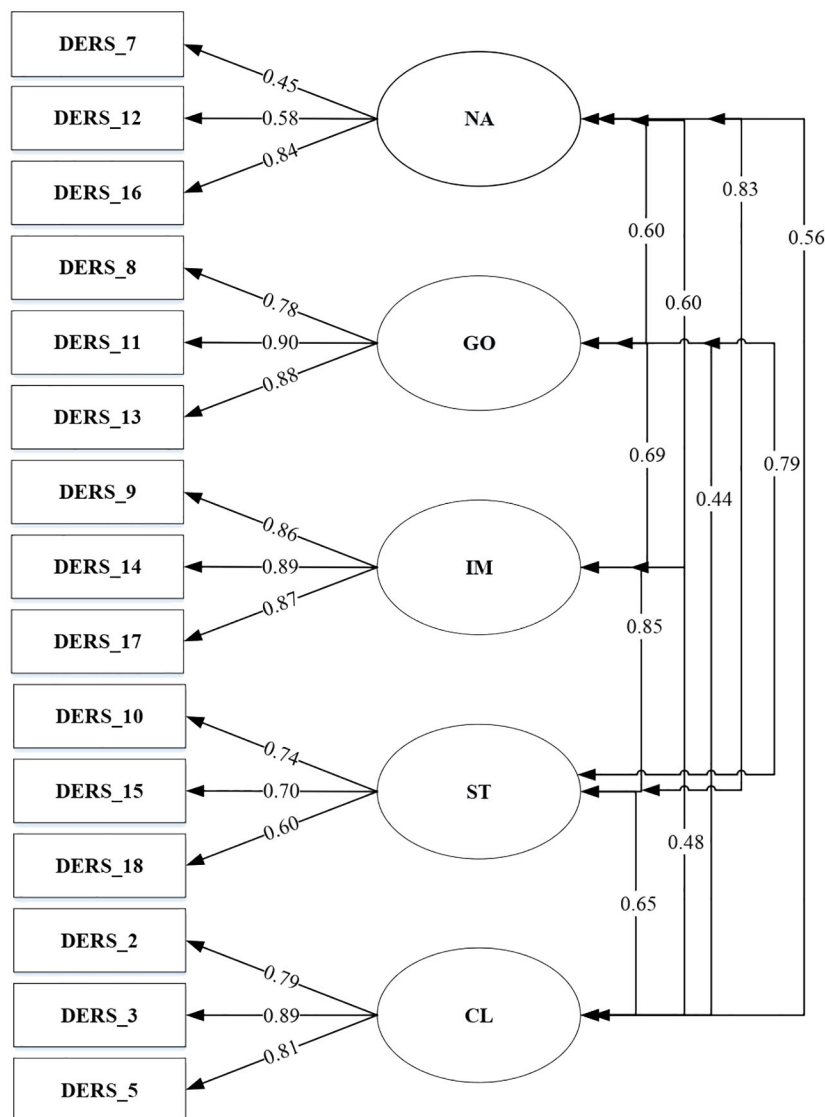 DERS_7
0.45
DERS_12
0.58
NA
DERS_16
0.84
0.83
0.60
0.56
DERS_8
0.78
0.60
DERS_11
0.90
GO
DERS_13
0.88
0.69
0.79
DERS_9
0.86
0.44
DERS_14
0.89
IM
DERS_17
0.87
0.85
DERS_10
0.74
DERS_15
0.70
ST
DERS_18
0.60
0.48
0.65
DERS_2
0.79
DERS_3
0.89
CL
DERS_5
0.81